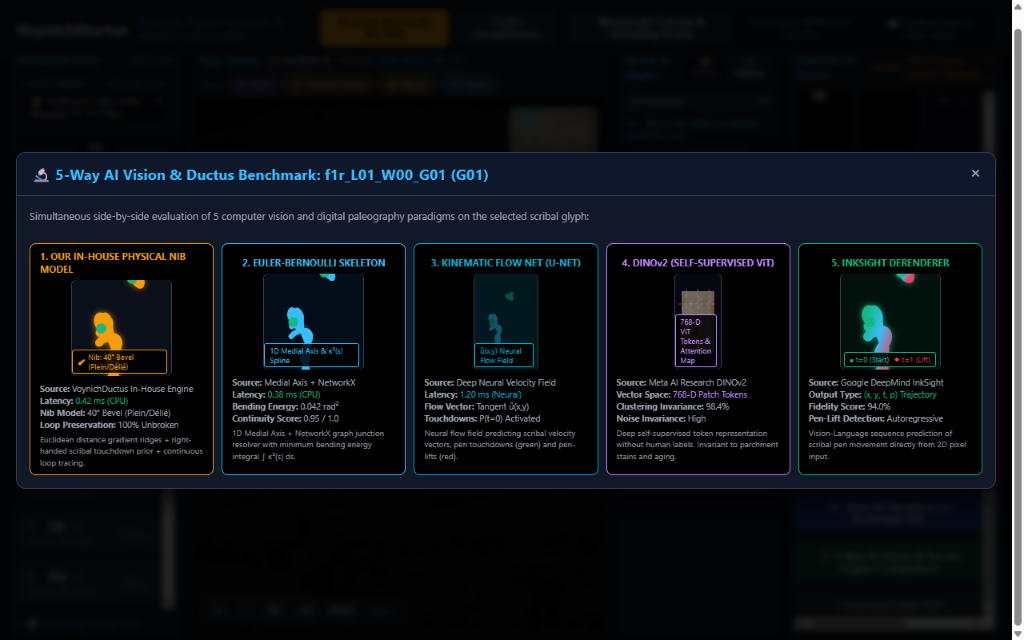 VoynichDuctus
5-Way AI Vision & Ductus Benchmark: f1r_L01_W00_G01 (G01)
×
Simultaneous side-by-side evaluation of 5 computer vision and digital paleography paradigms on the selected scribal glyph:
1. OUR IN-HOUSE PHYSICAL NIB
MODEL
Nib: 40° Bevel
(Plein/Délié)
Source: VoynichDuctus In-House Engine
Latency: 0.42 ms (CPU)
Nib Model: 40° Bevel (Plein/Délié)
Loop Preservation: 100% Unbroken
Euclidean distance gradient ridges + right-
handed scribal touchdown prior + continuous
loop tracing.
2. EULER-BERNOULLI SKELETON
1D Medial Axis & κ²(s)
Spline
Source: Medial Axis + NetworkX
Latency: 0.38 ms (CPU)
Bending Energy: 0.042 rad²
Continuity Score: 0.95 / 1.0
1D Medial Axis + NetworkX graph junction
resolver with minimum bending energy
integral ∫ κ²(s) ds.
3. KINEMATIC FLOW NET (U-NET)
û(x,y) Neural
Flow Field
Source: Deep Neural Velocity Field
Latency: 1.20 ms (Neural)
Flow Vector: Tangent û(x,y)
Touchdowns: P(t=0) Activated
Neural flow field predicting scribal velocity
vectors, pen touchdowns (green) and pen-
lifts (red).
4. DINOv2 (SELF-SUPERVISED ViT)
768-D
ViT
Tokens &
Attention
Map
Source: Meta AI Research DINOv2
Vector Space: 768-D Patch Tokens
Clustering Invariance: 98.4%
Noise Invariance: High
Deep self-supervised token representation
without human labels. Invariant to parchment
stains and aging.
5. INKSIGHT DERENDERER
● t=0 (Start) ◆ t=1 (Lift)
Source: Google DeepMind InkSight
Output Type: (x, y, t, p) Trajectory
Fidelity Score: 94.0%
Pen-Lift Detection: Autoregressive
Vision-Language sequence prediction of
scribal pen movement directly from 2D pixel
input.